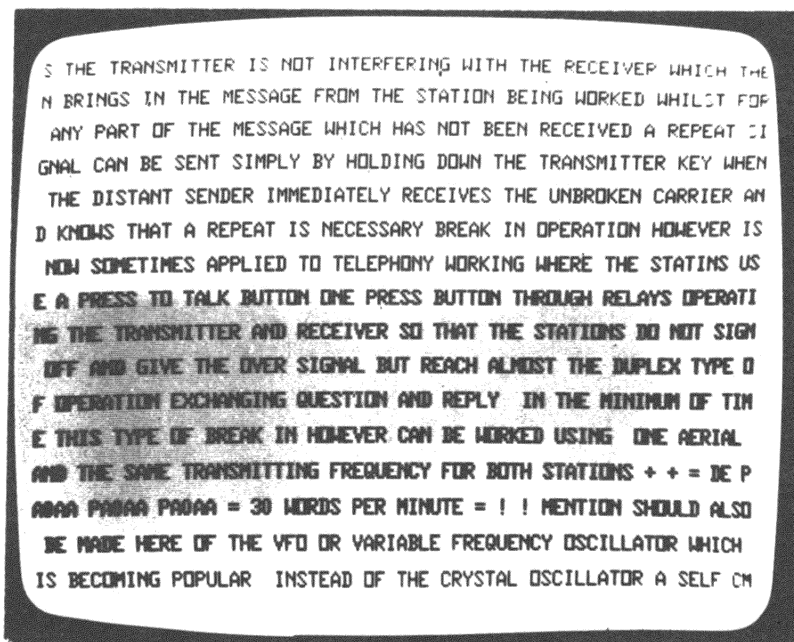 S THE TRANSMITTER IS NOT INTERFERING WITH THE RECEIVER WHICH THE
N BRINGS IN THE MESSAGE FROM THE STATION BEING WORKED WHILST FOR
ANY PART OF THE MESSAGE WHICH HAS NOT BEEN RECEIVED A REPEAT SI
GNAL CAN BE SENT SIMPLY BY HOLDING DOWN THE TRANSMITTER KEY WHEN
THE DISTANT SENDER IMMEDIATELY RECEIVES THE UNBROKEN CARRIER AN
D KNOWS THAT A REPEAT IS NECESSARY BREAK IN OPERATION HOWEVER IS
NOW SOMETIMES APPLIED TO TELEPHONY WORKING WHERE THE STATINS US
E A PRESS TO TALK BUTTON ONE PRESS BUTTON THROUGH RELAYS OPERATI
NG THE TRANSMITTER AND RECEIVER SO THAT THE STATIONS DO NOT SIGN
OFF AND GIVE THE OVER SIGNAL BUT REACH ALMOST THE DUPLEX TYPE O
F OPERATION EXCHANGING QUESTION AND REPLY IN THE MINIMUM OF TIM
E THIS TYPE OF BREAK IN HOWEVER CAN BE WORKED USING ONE AERIAL
AND THE SAME TRANSMITTING FREQUENCY FOR BOTH STATIONS + + = DE P
A0AA PA0AA PA0AA = 30 WORDS PER MINUTE = ! ! MENTION SHOULD ALSO
BE MADE HERE OF THE VFO OR VARIABLE FREQUENCY OSCILLATOR WHICH
IS BECOMING POPULAR INSTEAD OF THE CRYSTAL OSCILLATOR A SELF CM